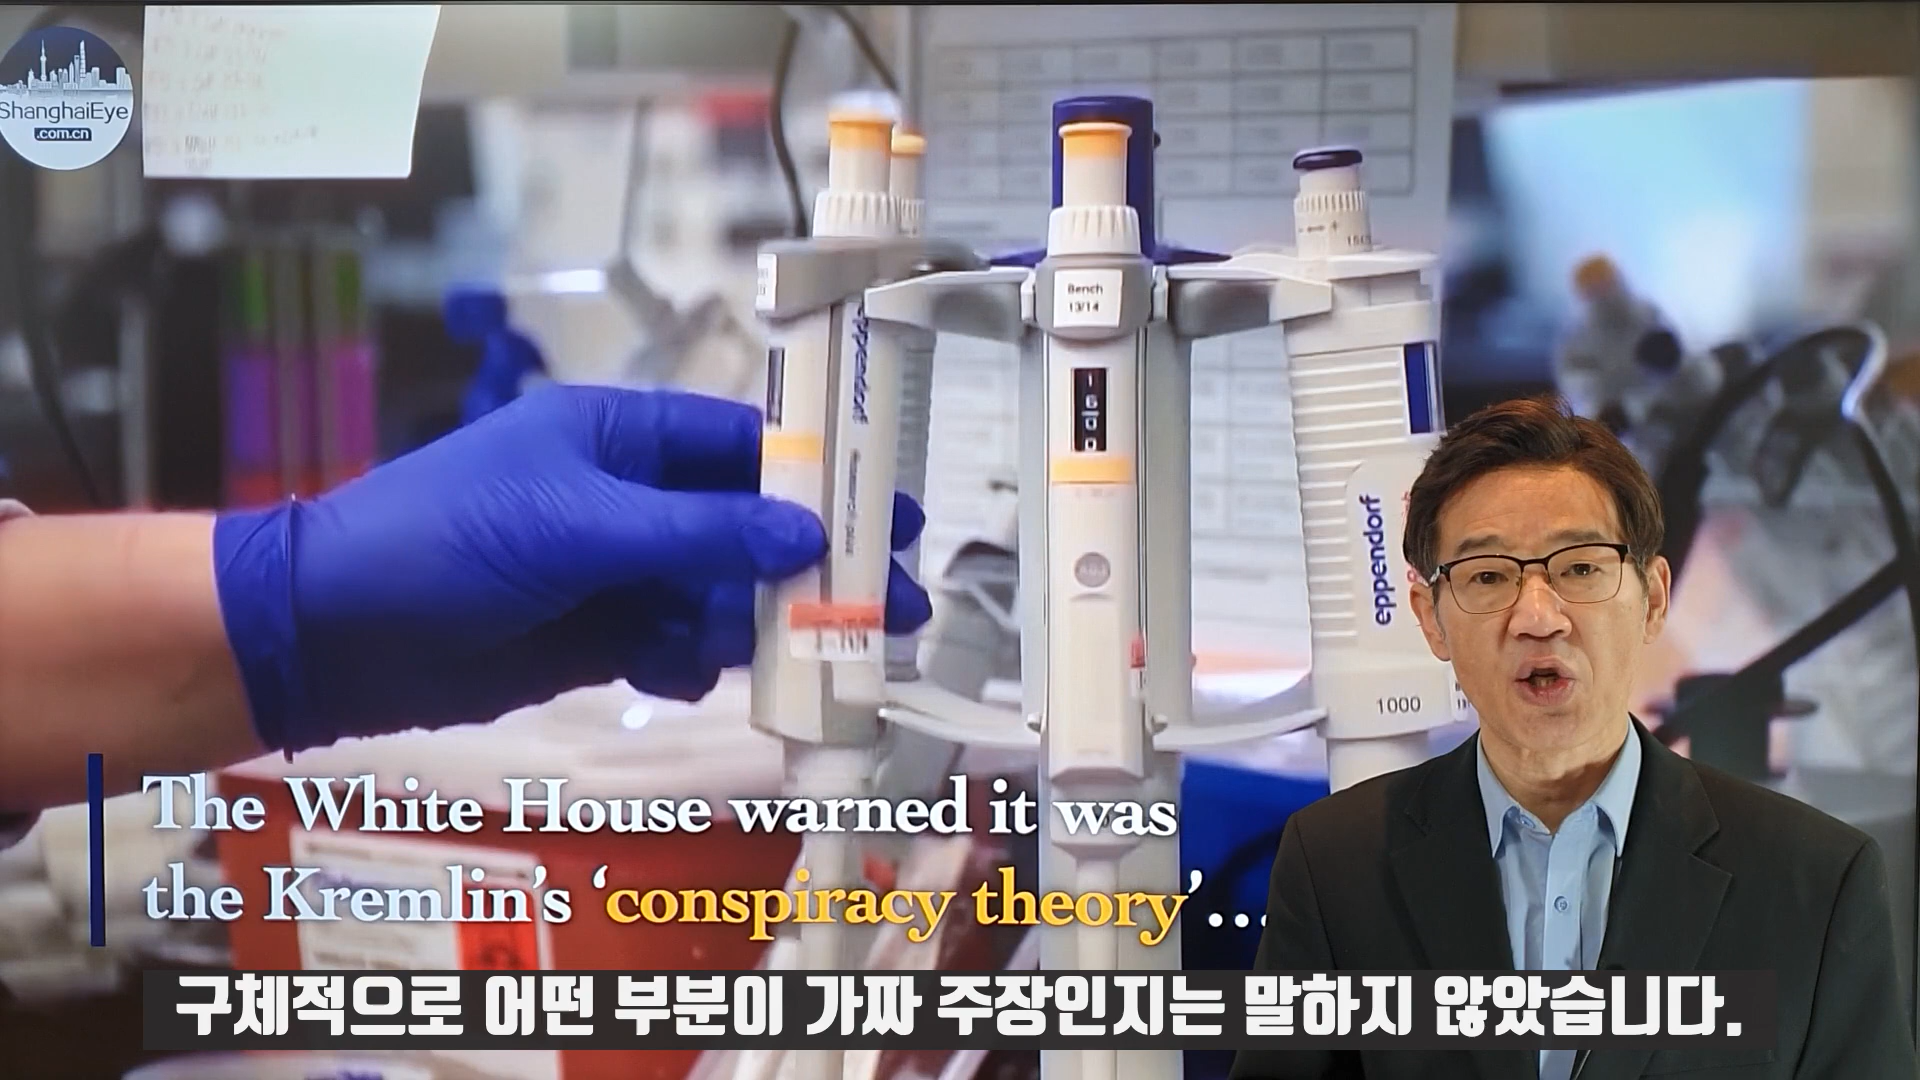 ShanghaiEye
.com.cn
Bench
13/14
eppendorf
eppendorf
1000
The White House warned it was
the Kremlin's ‘conspiracy theory’...
구체적으로 어떤 부분이 가짜 주장인지는 말하지 않았습니다.